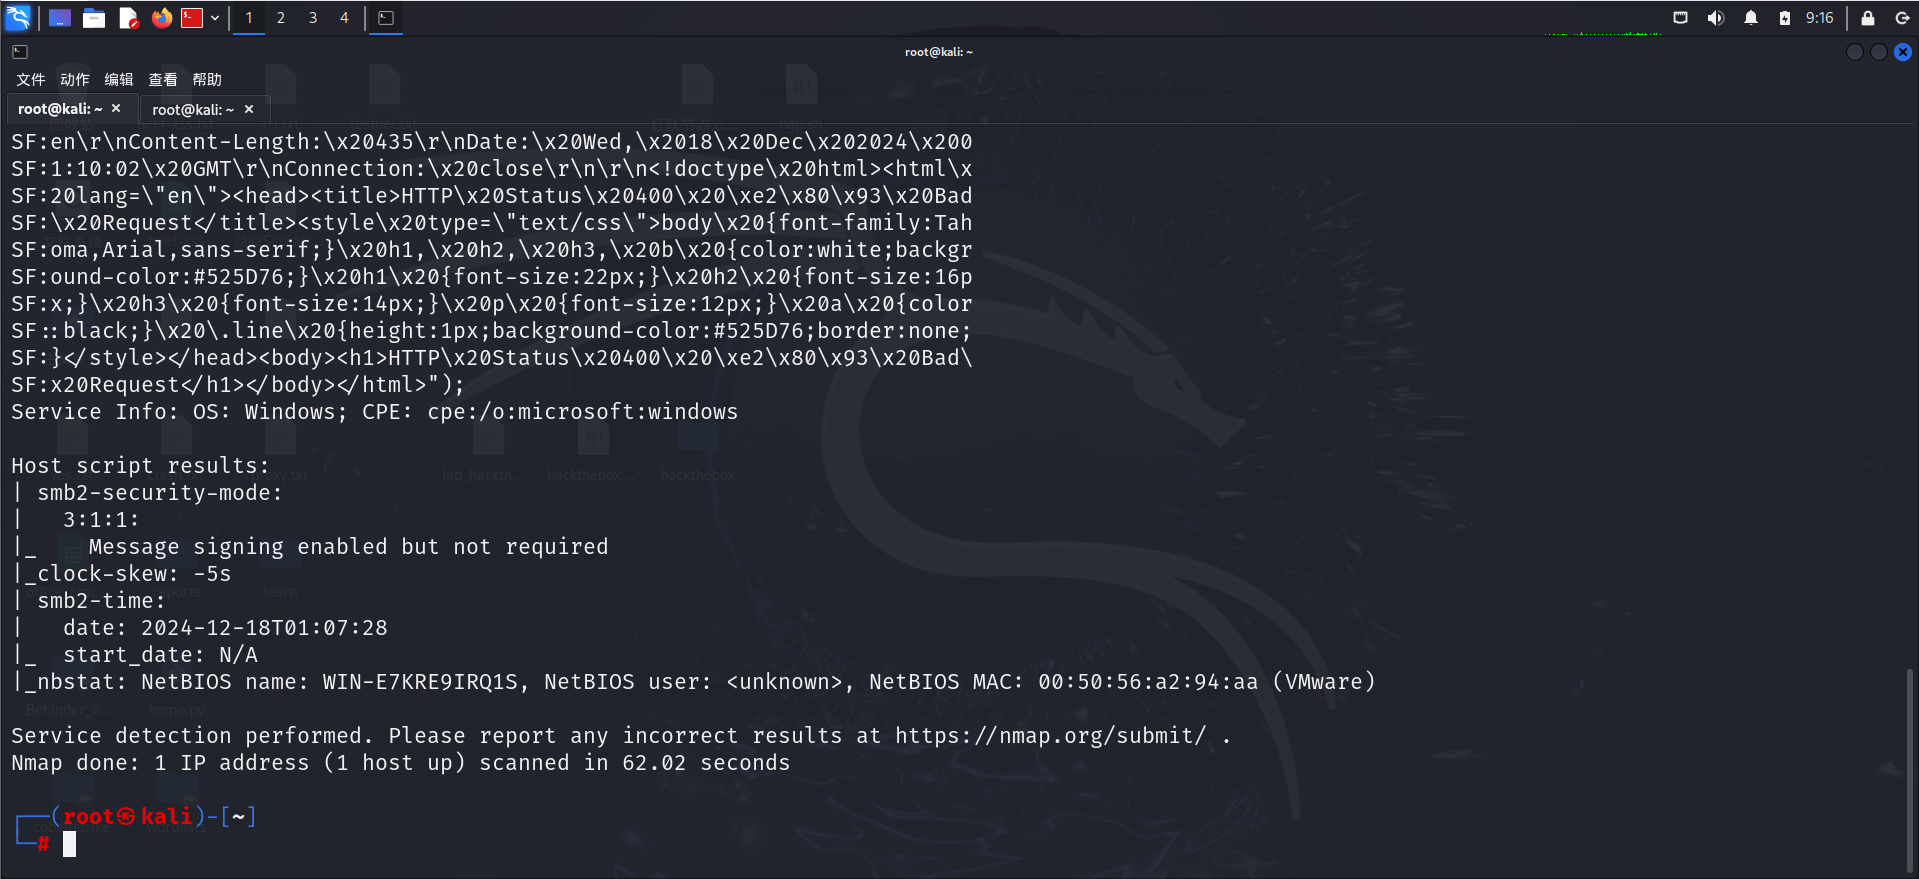 1 2 3 4
9:16
root@kali: ~
文件 动作 编辑 查看 帮助
root@kali: ~ × root@kali: ~ ×
SF:en\r\nContent-Length:\x20435\r\nDate:\x20Wed,\x2018\x20Dec\x202024\x200
SF:1:10:02\x20GMT\r\nConnection:\x20close\r\n\r\n<!doctype\x20html><html\x
SF:20lang=\"en\"><head><title>HTTP\x20Status\x20400\x20\xe2\x80\x93\x20Bad
SF:\x20Request</title><style\x20type=\"text/css\">body\x20{font-family:Tah
SF:oma,Arial,sans-serif;}\x20h1,\x20h2,\x20h3,\x20b\x20{color:white;backgr
SF:ound-color:#525D76;}\x20h1\x20{font-size:22px;}\x20h2\x20{font-size:16p
SF:x;}\x20h3\x20{font-size:14px;}\x20p\x20{font-size:12px;}\x20a\x20{color
SF::black;}\x20\.line\x20{height:1px;background-color:#525D76;border:none;
SF:}</style></head><body><h1>HTTP\x20Status\x20400\x20\xe2\x80\x93\x20Bad\
SF:x20Request</h1></body></html>");
Service Info: OS: Windows; CPE: cpe:/o:microsoft:windows
lab_hackth... hackthebox... hackthebox
Host script results:
| smb2-security-mode:
|   3:1:1:
|_    Message signing enabled but not required
|_clock-skew: -5s
learn
| smb2-time:
|   date: 2024-12-18T01:07:28
|_  start_date: N/A
|_nbstat: NetBIOS name: WIN-E7KRE9IRQ1S, NetBIOS user: <unknown>, NetBIOS MAC: 00:50:56:a2:94:aa (VMware)
Behinder_v... home.py
Service detection performed. Please report any incorrect results at https://nmap.org/submit/ .
Nmap done: 1 IP address (1 host up) scanned in 62.02 seconds
┌──(root㉿kali)-[~]
└─#